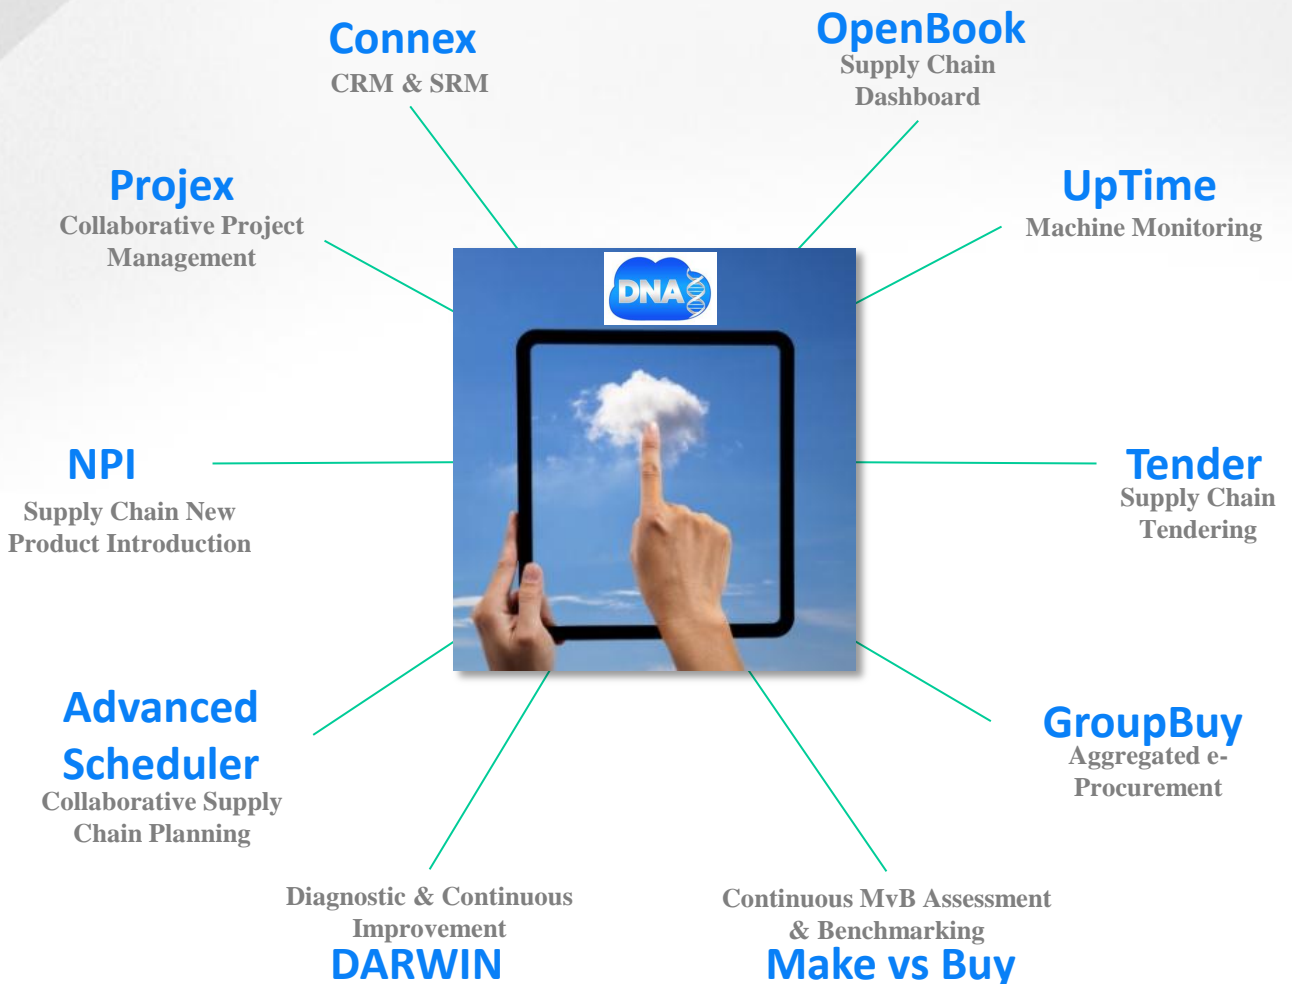 Connex
CRM & SRM
OpenBook
Supply Chain
Dashboard
Projex
Collaborative Project
Management
UpTime
Machine Monitoring
DNA
NPI
Supply Chain New
Product Introduction
Tender
Supply Chain
Tendering
Advanced
Scheduler
Collaborative Supply
Chain Planning
GroupBuy
Aggregated e-
Procurement
Diagnostic & Continuous
Improvement
DARWIN
Continuous MvB Assessment
& Benchmarking
Make vs Buy